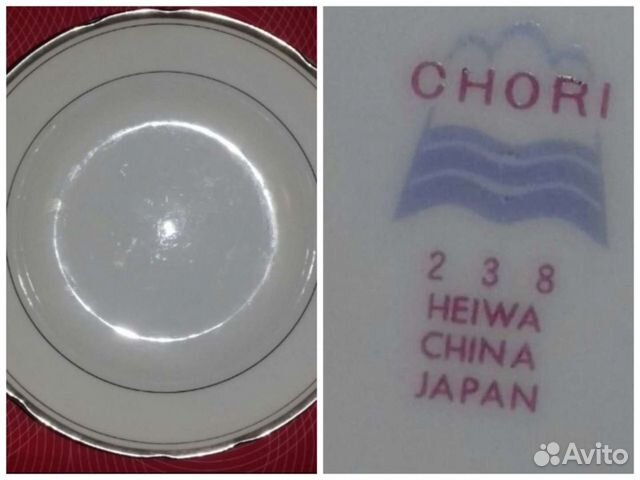 CHORI
2 3 8
HEIWA
CHINA
JAPAN
Avito